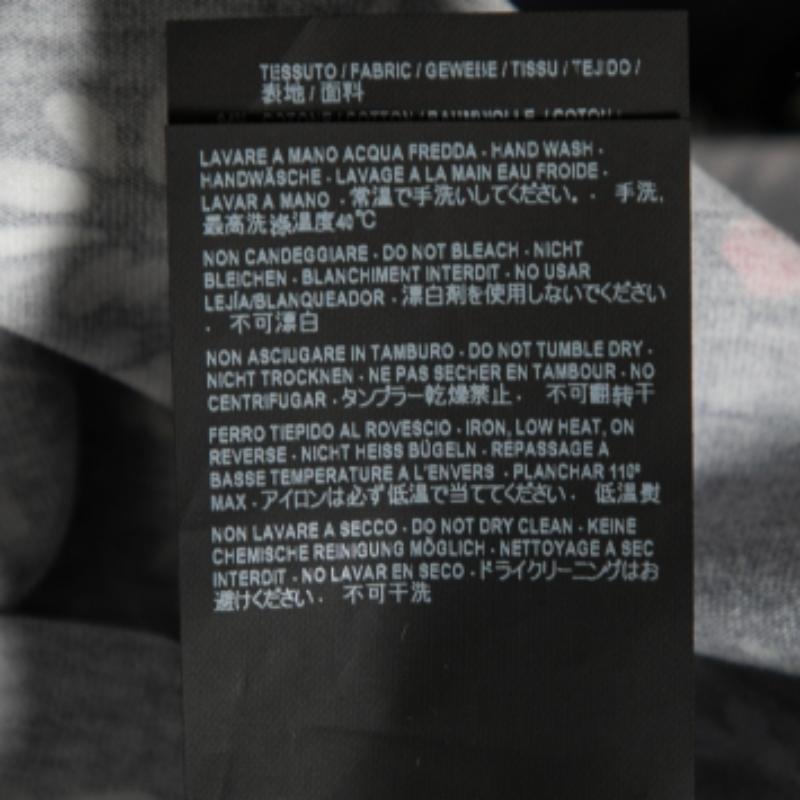 TESSUTO / FABRIC / GEWEBE / TISSU / TEJIDO /
表地 / 面料
COTONE / COTTON / BAUMWOLLE / COTON /
LAVARE A MANO ACQUA FREDDA - HAND WASH -
HANDWÄSCHE - LAVAGE A LA MAIN EAU FROIDE -
LAVAR A MANO - 常温で手洗いしてください。- 手洗,
最高洗涤温度40℃
NON CANDEGGIARE - DO NOT BLEACH - NICHT
BLEICHEN - BLANCHIMENT INTERDIT - NO USAR
LEJÍA/BLANQUEADOR - 漂白剤を使用しないでください
- 不可漂白
NON ASCIUGARE IN TAMBURO - DO NOT TUMBLE DRY -
NICHT TROCKNEN - NE PAS SECHER EN TAMBOUR - NO
CENTRIFUGAR - タンブラー乾燥禁止 - 不可翻转干
FERRO TIEPIDO AL ROVESCIO - IRON, LOW HEAT, ON
REVERSE - NICHT HEISS BÜGELN - REPASSAGE A
BASSE TEMPERATURE A L'ENVERS - PLANCHAR 110°
MAX - アイロンは必ず低温で当ててください - 低温熨
NON LAVARE A SECCO - DO NOT DRY CLEAN - KEINE
CHEMISCHE REINIGUNG MÖGLICH - NETTOYAGE A SEC
INTERDIT - NO LAVAR EN SECO - ドライクリーニングはお
避けください - 不可干洗